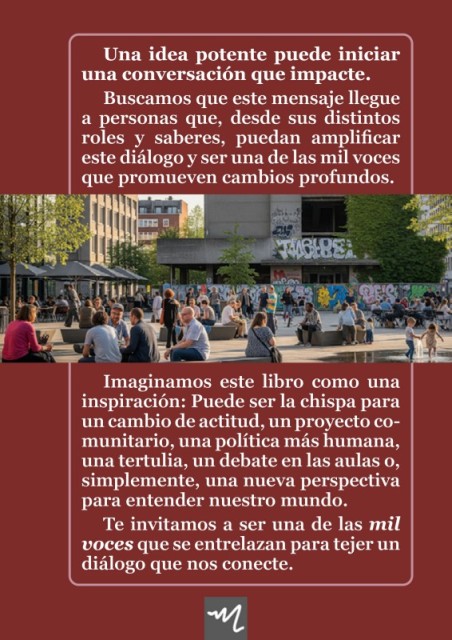 Una idea potente puede iniciar
una conversación que impacte.
Buscamos que este mensaje llegue
a personas que, desde sus distintos
roles y saberes, puedan amplificar
este diálogo y ser una de las mil voces
que promueven cambios profundos.
Imaginamos este libro como una
inspiración: Puede ser la chispa para
un cambio de actitud, un proyecto co-
munitario, una política más humana,
una tertulia, un debate en las aulas o,
simplemente, una nueva perspectiva
para entender nuestro mundo.
Te invitamos a ser una de las mil
voces que se entrelazan para tejer un
diálogo que nos conecte.